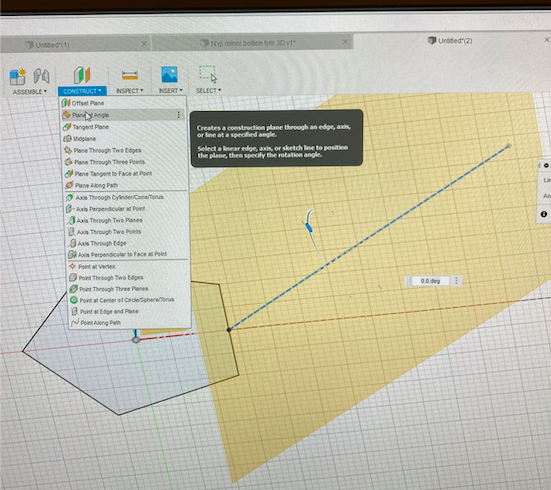 Untitled*(1)
Nýji minni boltinn fyrir 3D v1*
Untitled*(2)
ASSEMBLE
CONSTRUCT
INSPECT
INSERT
SELECT
Offset Plane
Plane at Angle
Tangent Plane
Midplane
Plane Through Two Edges
Plane Through Three Points
Plane Tangent to Face at Point
Plane Along Path
Axis Through Cylinder/Cone/Torus
Axis Perpendicular at Point
Axis Through Two Planes
Axis Through Two Points
Axis Through Edge
Axis Perpendicular to Face at Point
Point at Vertex
Point Through Two Edges
Point Through Three Planes
Point at Center of Circle/Sphere/Torus
Point at Edge and Plane
Point Along Path
Creates a construction plane through an edge, axis,
or line at a specified angle.
Select a linear edge, axis, or sketch line to position
the plane, then specify the rotation angle.
0.0 deg
Lin
An